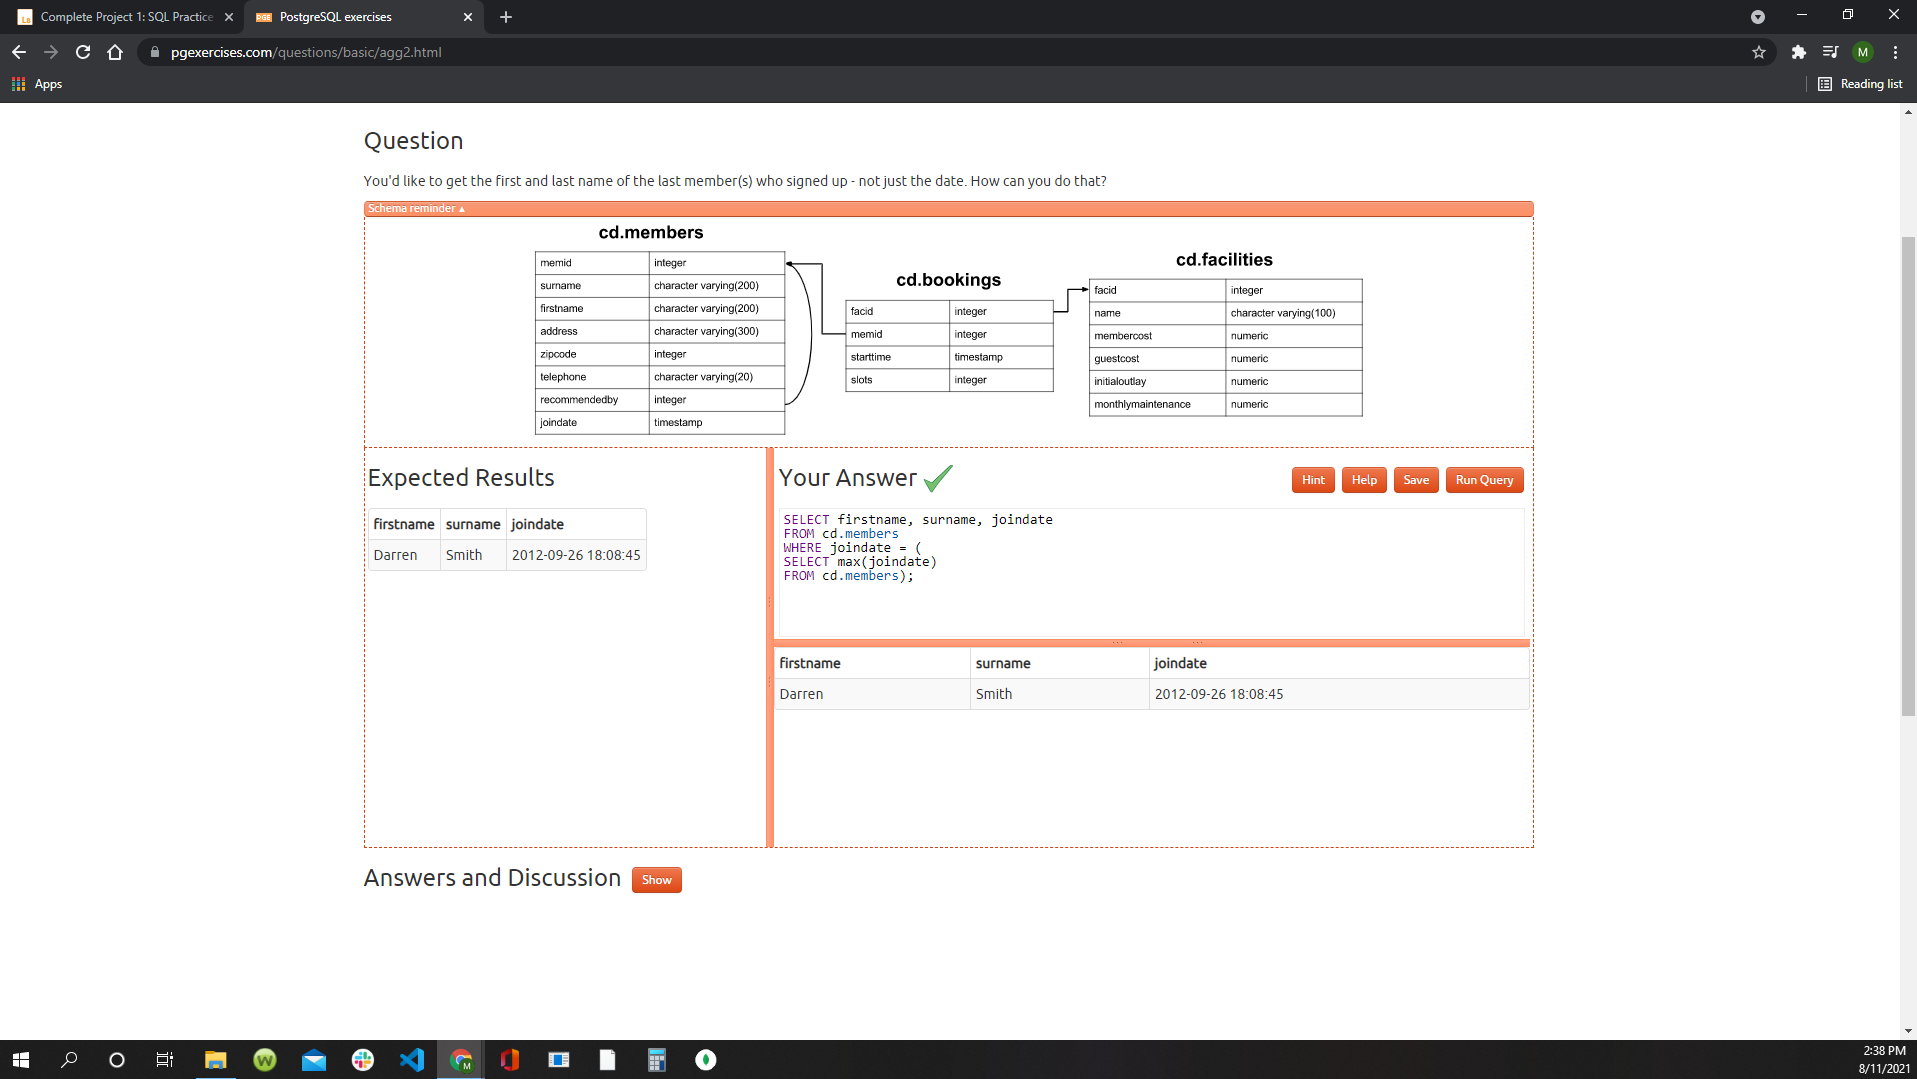 Complete Project 1: SQL Practice
PostgreSQL exercises
pgexercises.com/questions/basic/agg2.html
M
Apps
Reading list
Question
You'd like to get the first and last name of the last member(s) who signed up - not just the date. How can you do that?
Schema reminder ▴
cd.members
memid integer
surname character varying(200)
firstname character varying(200)
address character varying(300)
zipcode integer
telephone character varying(20)
recommendedby integer
joindate timestamp
cd.bookings
facid integer
memid integer
starttime timestamp
slots integer
cd.facilities
facid integer
name character varying(100)
membercost numeric
guestcost numeric
initialoutlay numeric
monthlymaintenance numeric
Expected Results
firstname surname joindate
Darren Smith 2012-09-26 18:08:45
Your Answer
Hint Help Save Run Query
SELECT firstname, surname, joindate
FROM cd.members
WHERE joindate = (
SELECT max(joindate)
FROM cd.members);
firstname surname joindate
Darren Smith 2012-09-26 18:08:45
Answers and Discussion Show
2:38 PM
8/11/2021